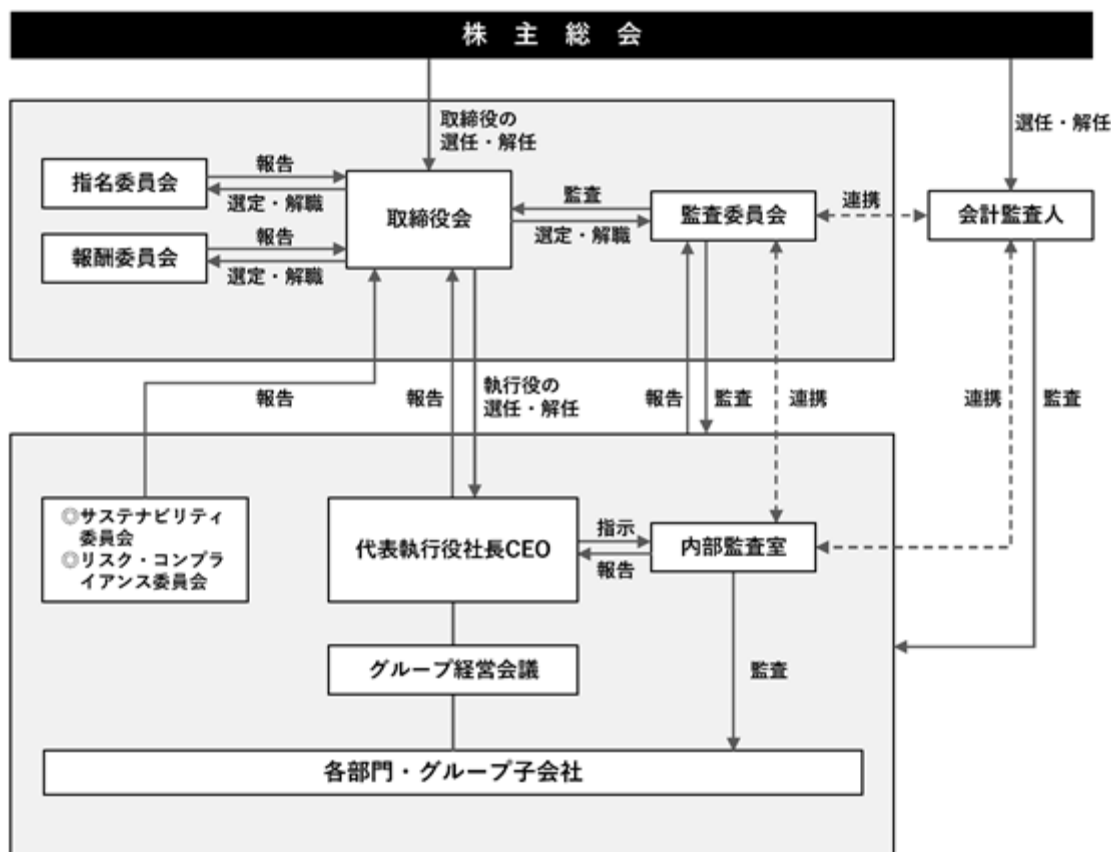 株主総会
取締役の
選任・解任
選任・解任
指名委員会
報告
選定・解職
取締役会
監査
選定・解職
監査委員会
連携
会計監査人
報酬委員会
報告
選定・解職
報告
報告
執行役の
選任・解任
報告
監査
連携
連携
監査
◎サステナビリティ
委員会
◎リスク・コンプラ
イアンス委員会
代表執行役社長CEO
指示
報告
内部監査室
グループ経営会議
監査
各部門・グループ子会社